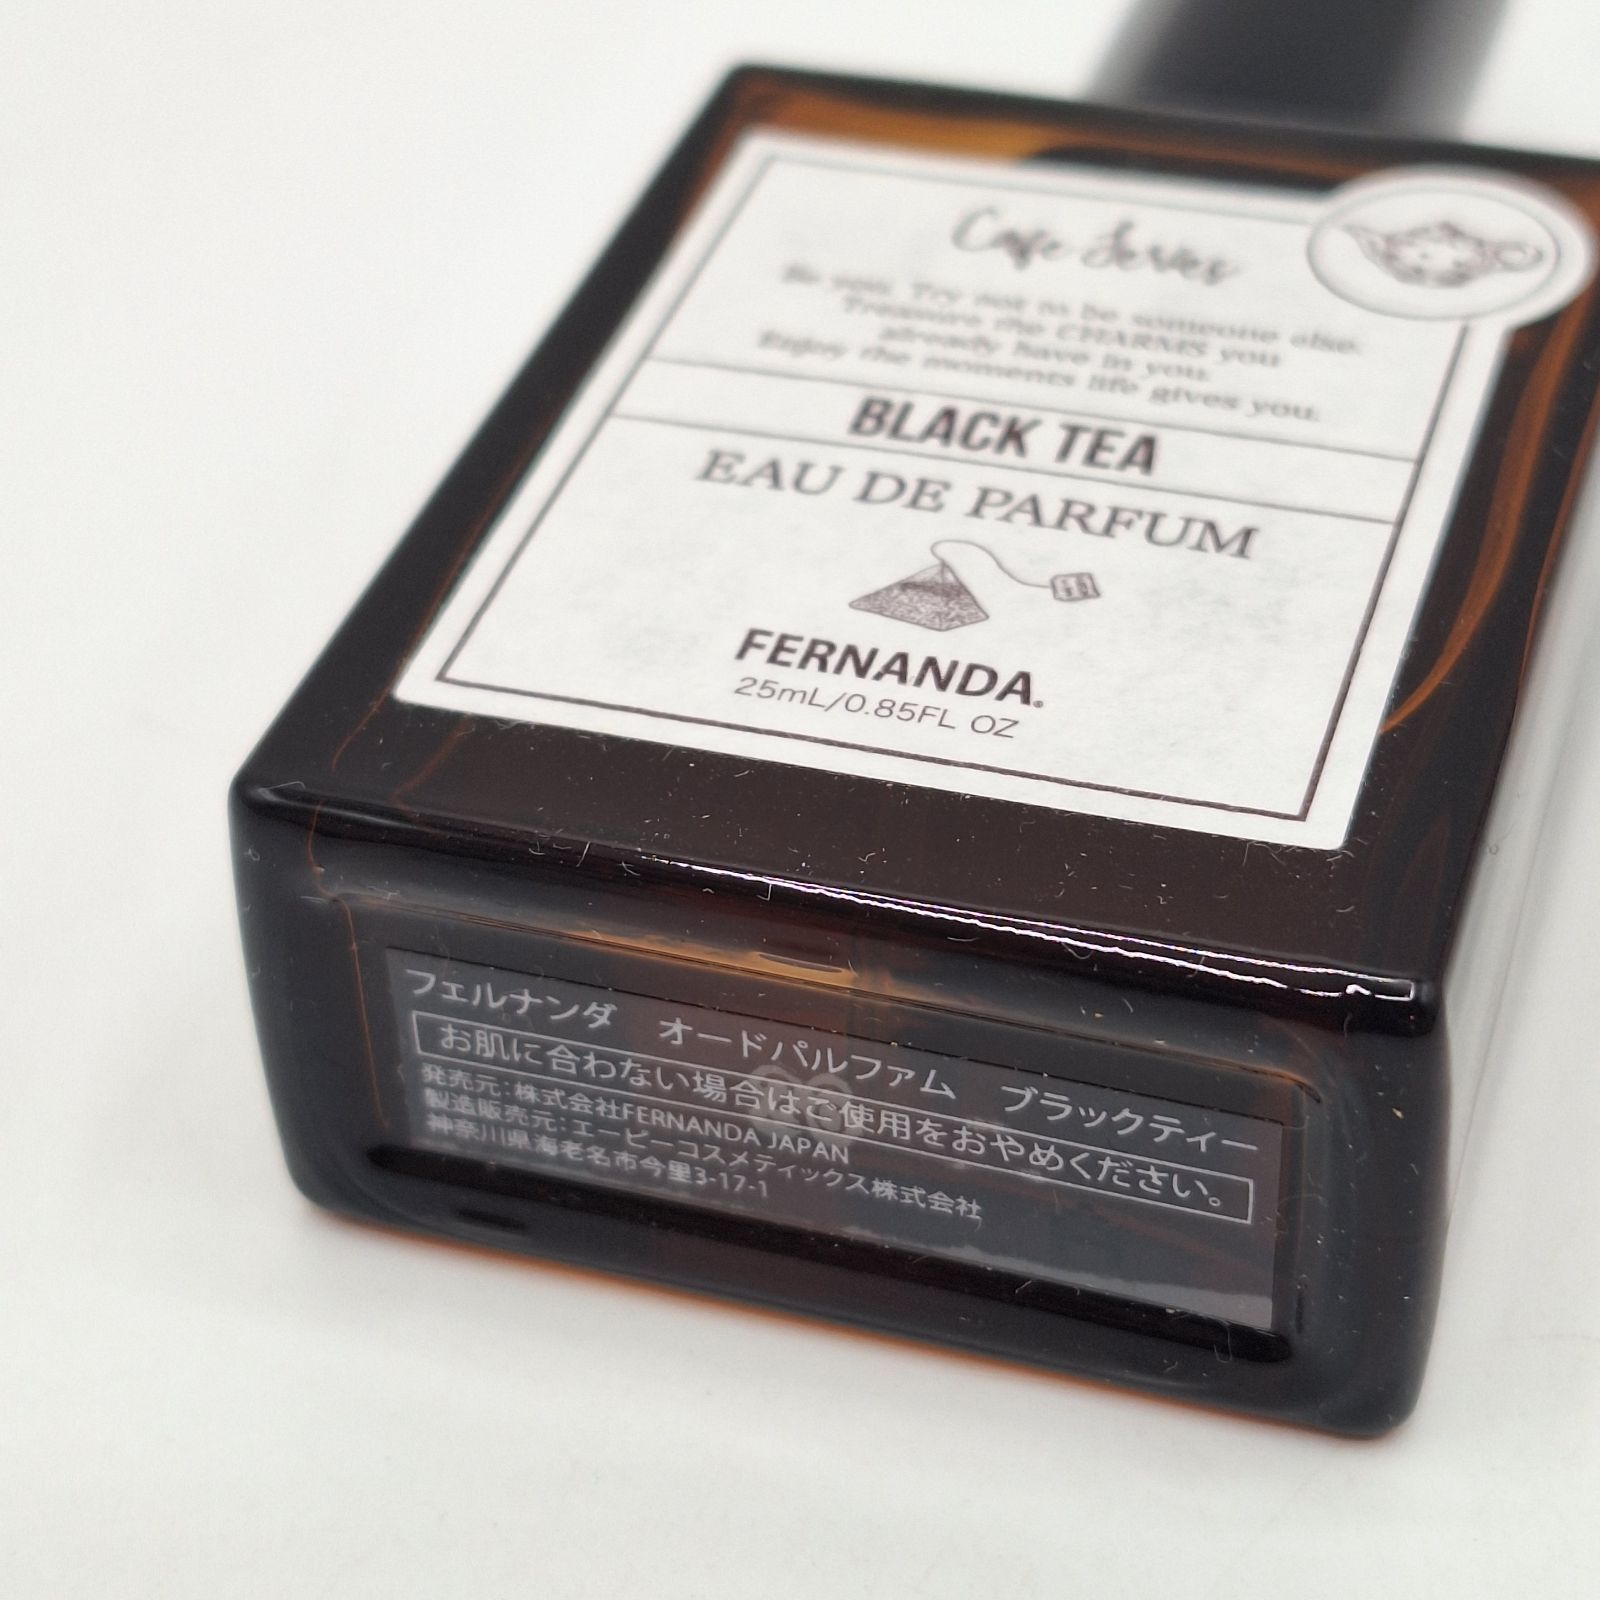 Cafe Series
Be you. Try not to be someone else.
Treasure the CHARMS you
already have in you.
Enjoy the moments life gives you.
BLACK TEA
EAU DE PARFUM
FERNANDA®
25mL/0.85FL OZ
フェルナンダ　オードパルファム　ブラックティー
お肌に合わない場合はご使用をおやめください。
発売元:株式会社FERNANDA JAPAN
製造販売元:エービーコスメティックス株式会社
神奈川県海老名市今里3-17-1